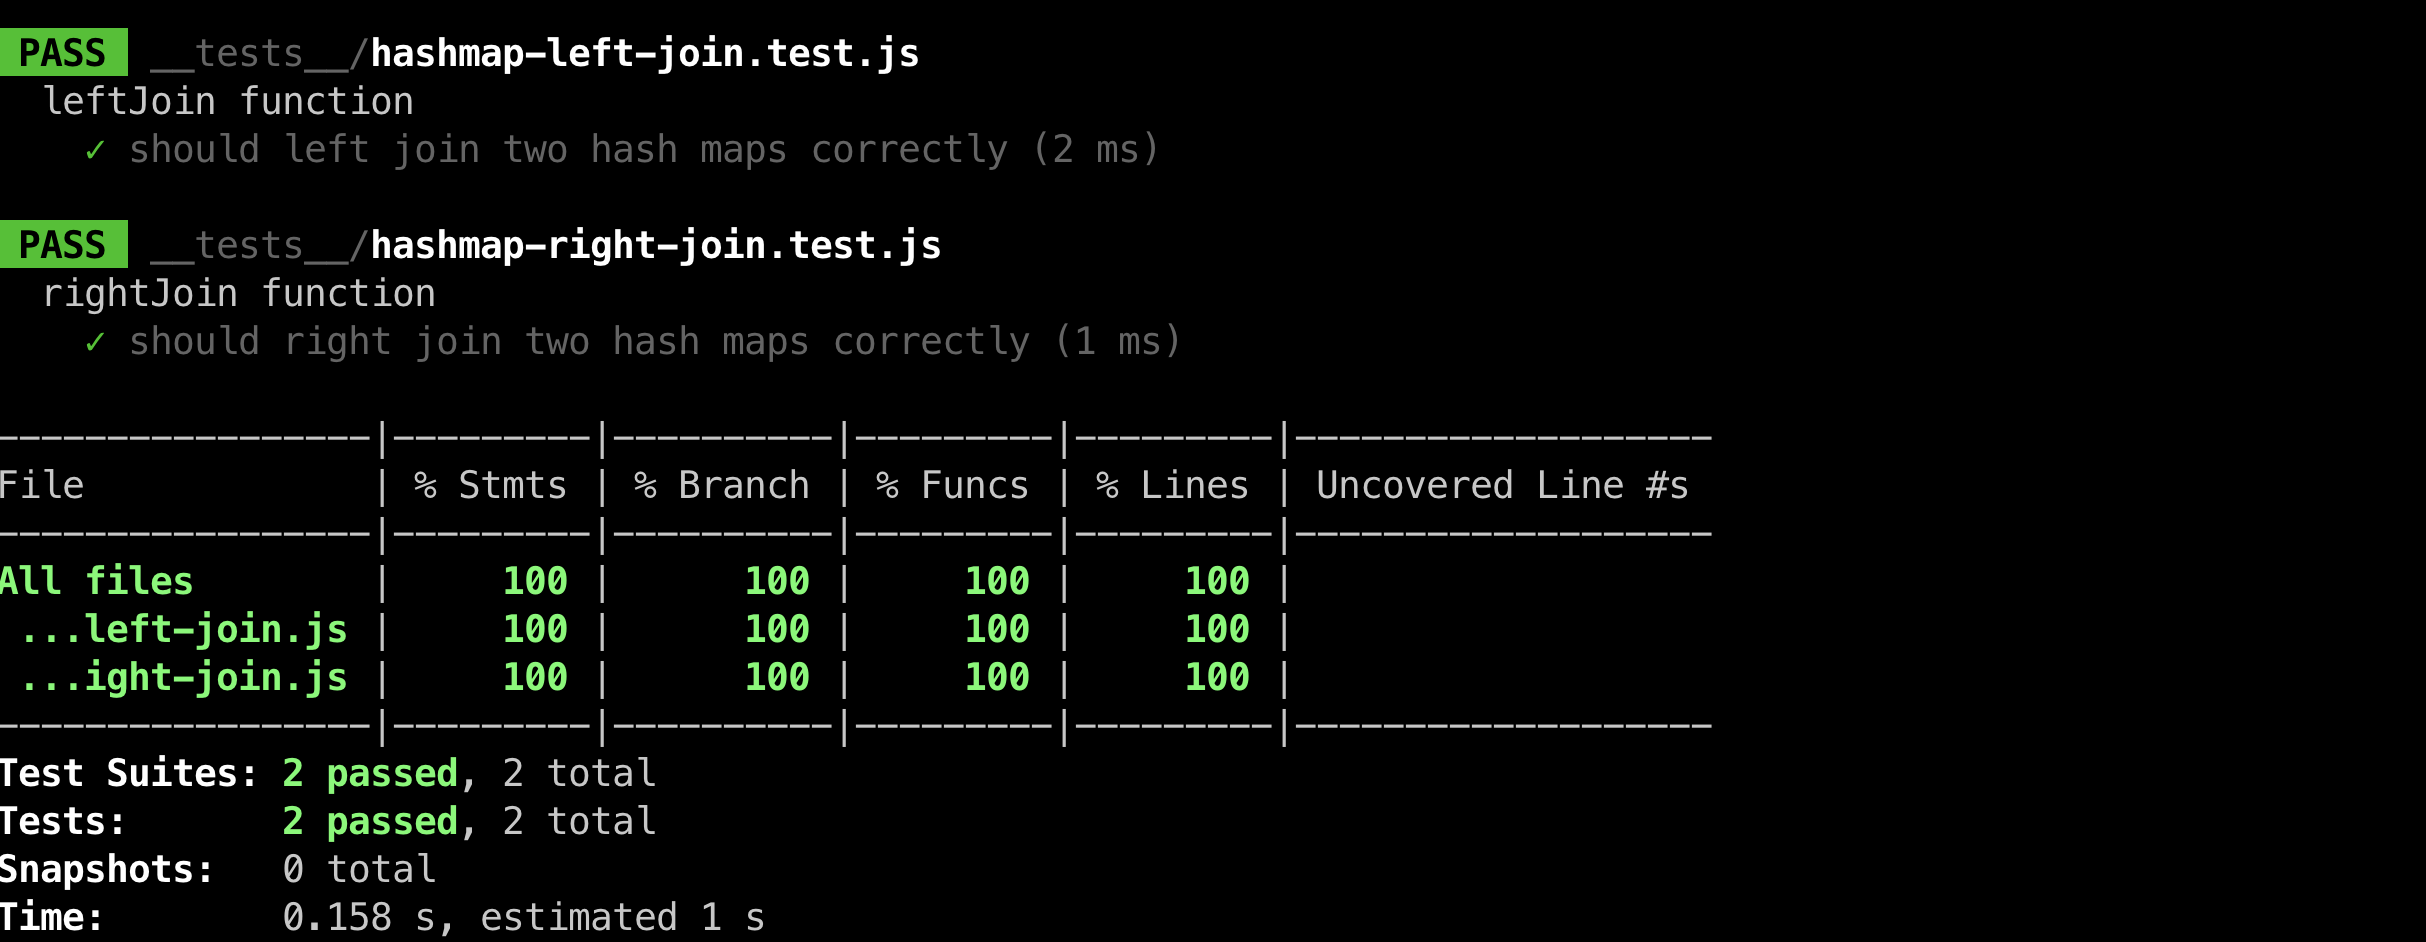 PASS __tests__/hashmap-left-join.test.js
leftJoin function
✓ should left join two hash maps correctly (2 ms)
PASS __tests__/hashmap-right-join.test.js
rightJoin function
✓ should right join two hash maps correctly (1 ms)
-----------------|---------|----------|---------|---------|-------------------
File             | % Stmts | % Branch | % Funcs | % Lines | Uncovered Line #s
-----------------|---------|----------|---------|---------|-------------------
All files        |     100 |      100 |     100 |     100 |
 ...left-join.js |     100 |      100 |     100 |     100 |
 ...ight-join.js |     100 |      100 |     100 |     100 |
-----------------|---------|----------|---------|---------|-------------------
Test Suites: 2 passed, 2 total
Tests:       2 passed, 2 total
Snapshots:   0 total
Time:        0.158 s, estimated 1 s